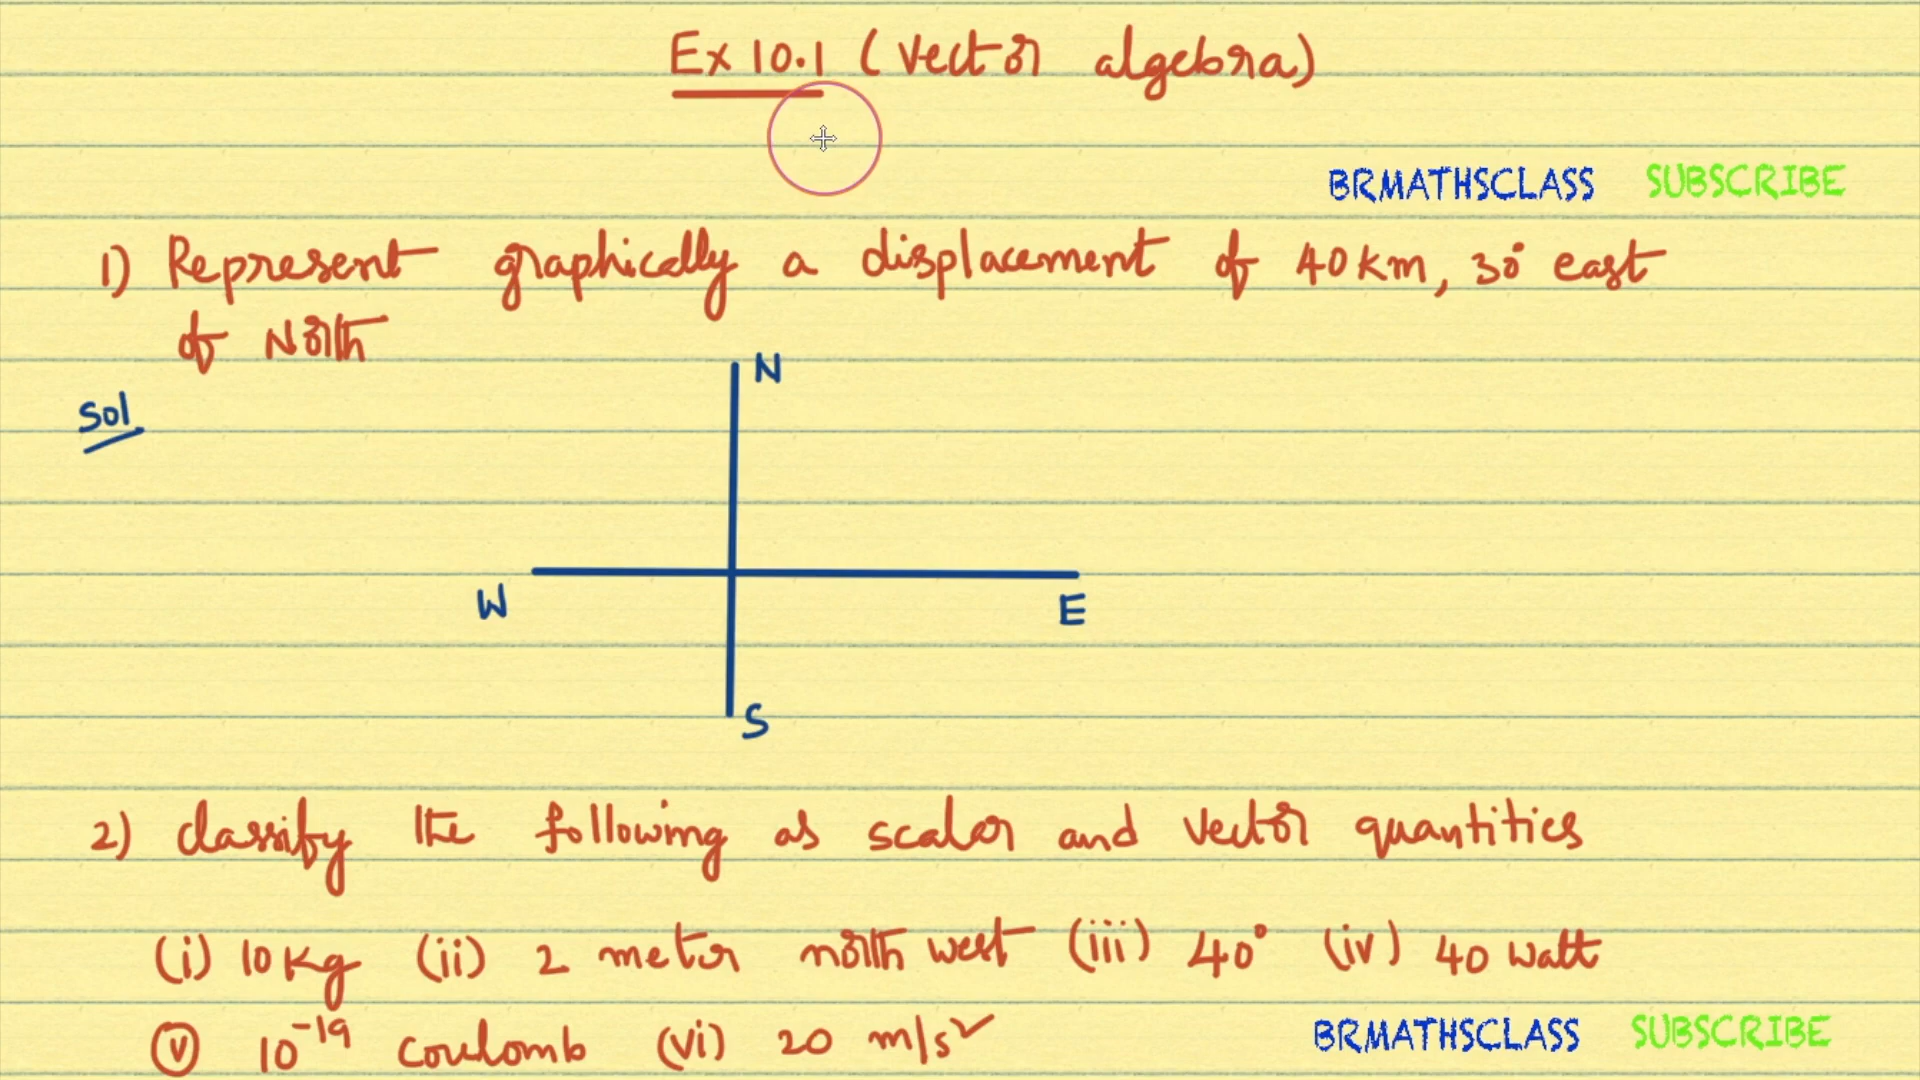 Ex 10.1 (Vector algebra)
BRMATHSCLASS SUBSCRIBE
1) Represent graphically a displacement of 40 km, 30° east
of North
Sol
N
W
E
S
2) classify the following as scalar and vector quantities
(i) 10 kg (ii) 2 meter north west (iii) 40° (iv) 40 watt
(v) 10⁻¹⁹ coulomb (vi) 20 m/s²
BRMATHSCLASS SUBSCRIBE